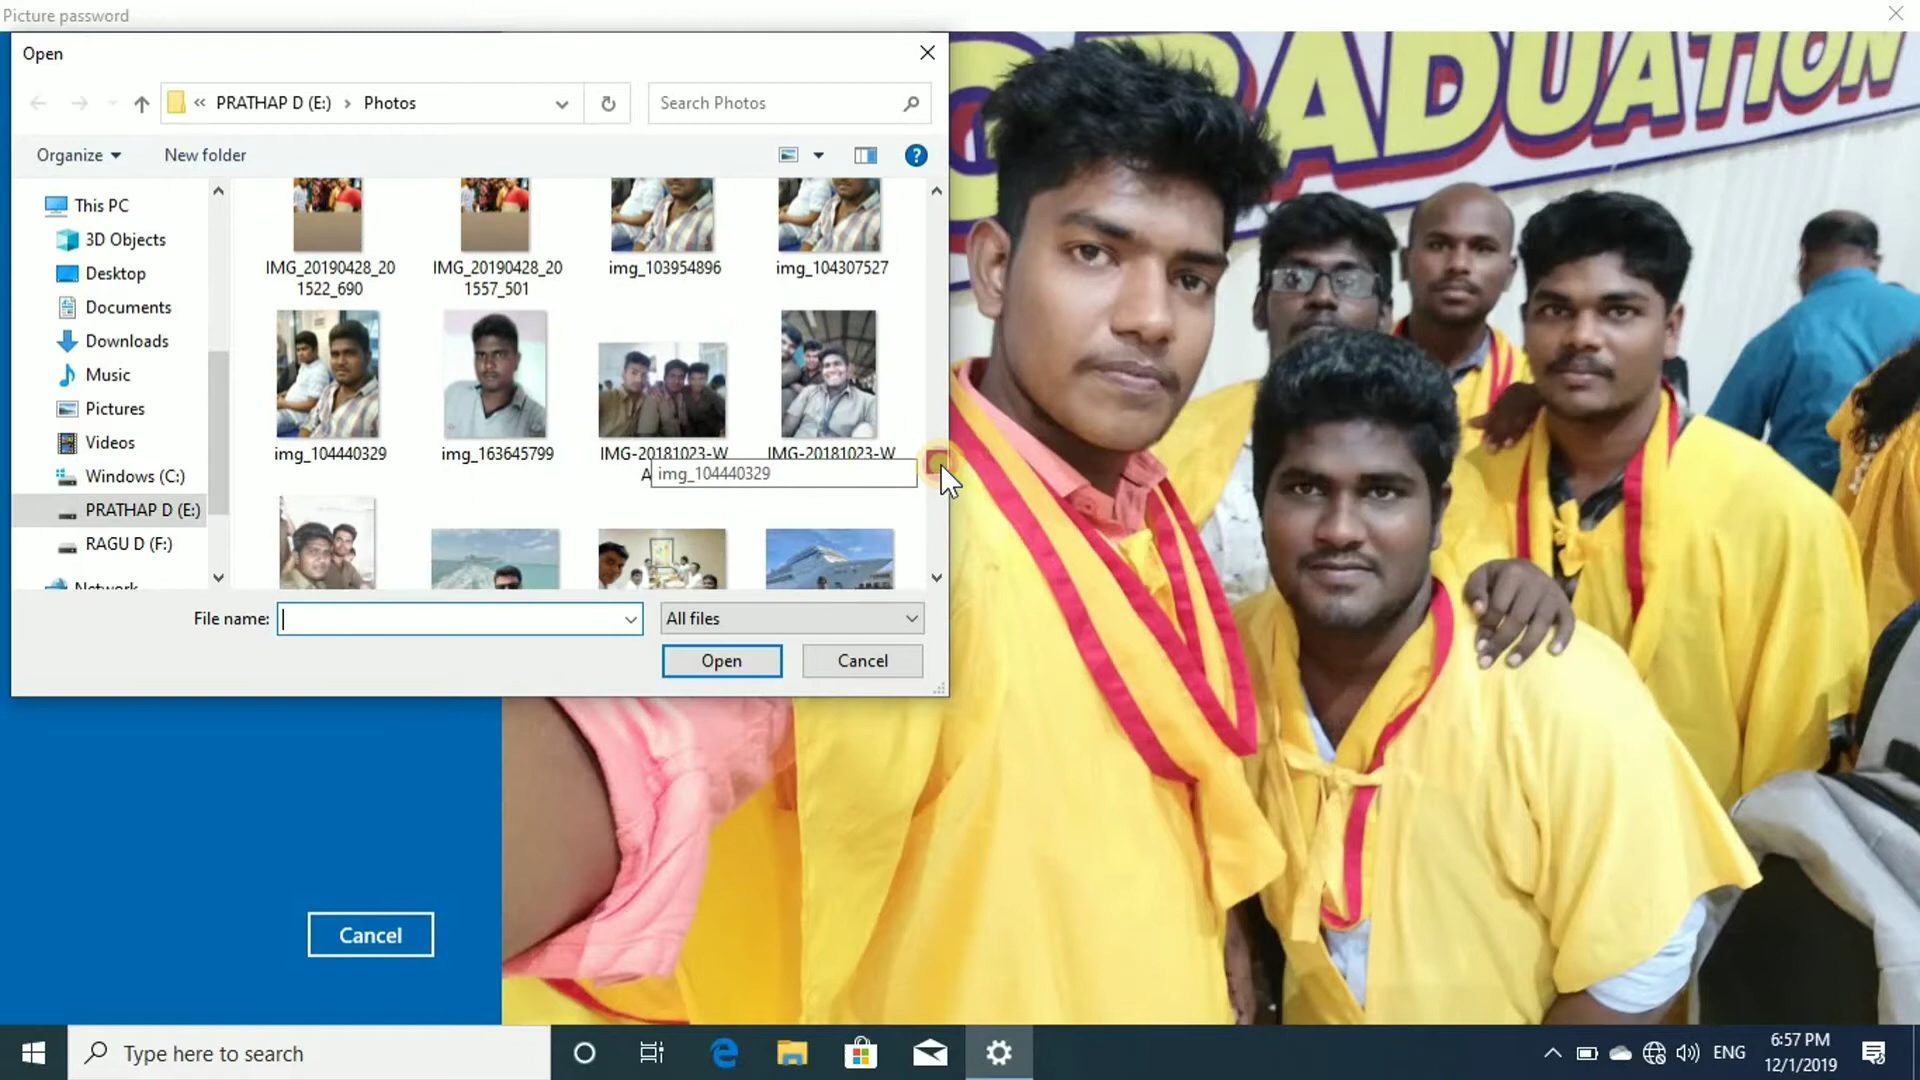 Picture password
Open
« PRATHAP D (E:) › Photos
Search Photos
Organize
New folder
This PC
3D Objects
Desktop
Documents
Downloads
Music
Pictures
Videos
Windows (C:)
PRATHAP D (E:)
RAGU D (F:)
Network
IMG_20190428_20
1522_690
IMG_20190428_20
1557_501
img_103954896
img_104307527
img_104440329
img_163645799
IMG-20181023-W
A
IMG-20181023-W
img_104440329
File name:
All files
Open
Cancel
GRADUATION
Cancel
Type here to search
ENG
6:57 PM
12/1/2019